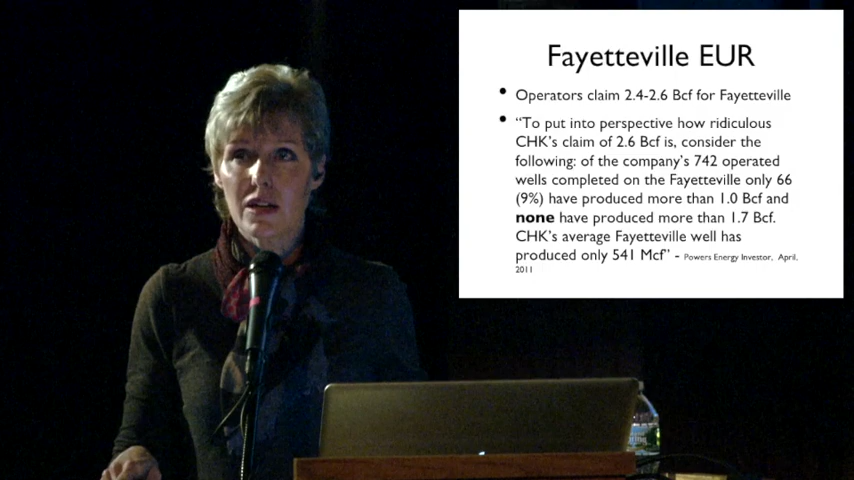 Fayetteville EUR
• Operators claim 2.4-2.6 Bcf for Fayetteville
• “To put into perspective how ridiculous
CHK’s claim of 2.6 Bcf is, consider the
following: of the company’s 742 operated
wells completed on the Fayetteville only 66
(9%) have produced more than 1.0 Bcf and
none have produced more than 1.7 Bcf.
CHK’s average Fayetteville well has
produced only 541 Mcf” - Powers Energy Investor, April,
2011